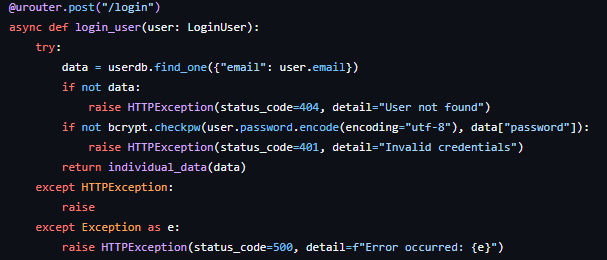 @urouter.post("/login")
async def login_user(user: LoginUser):
    try:
        data = userdb.find_one({"email": user.email})
        if not data:
            raise HTTPException(status_code=404, detail="User not found")
        if not bcrypt.checkpw(user.password.encode(encoding="utf-8"), data["password"]):
            raise HTTPException(status_code=401, detail="Invalid credentials")
        return individual_data(data)
    except HTTPException:
        raise
    except Exception as e:
        raise HTTPException(status_code=500, detail=f"Error occurred: {e}")